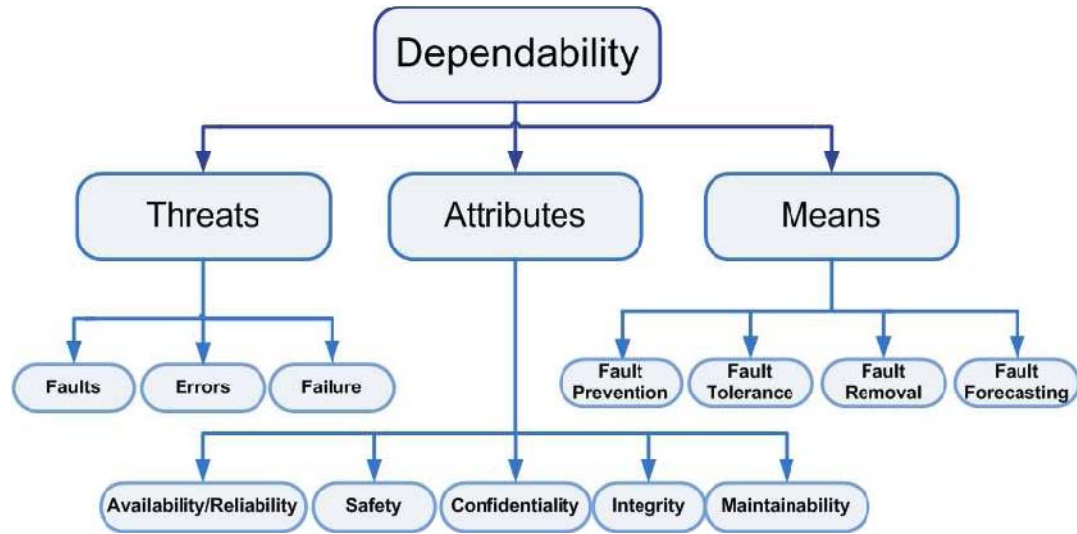 Dependability
Threats
Attributes
Means
Faults
Errors
Failure
Fault
Prevention
Fault
Tolerance
Fault
Removal
Fault
Forecasting
Availability/Reliability
Safety
Confidentiality
Integrity
Maintainability